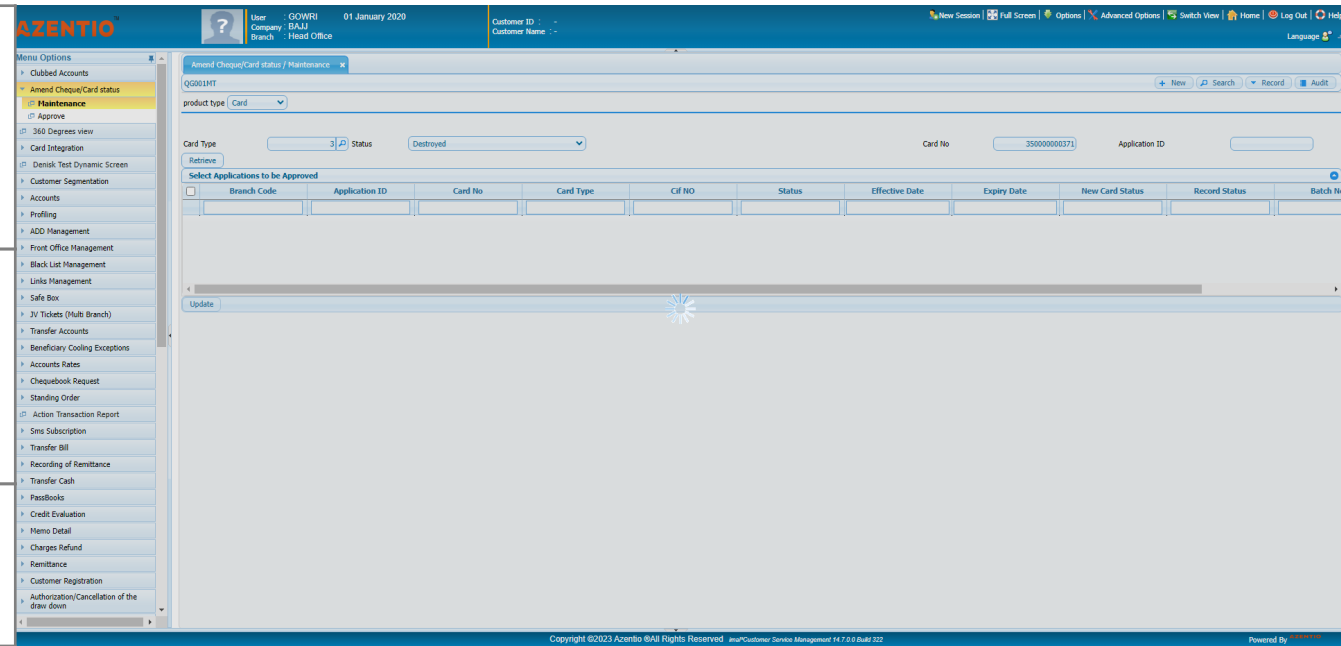 AZENTIO
User : GOWRI 01 January 2020
Company : BAJJ
Branch : Head Office
Customer ID : -
Customer Name : -
New Session | Full Screen | Options | Advanced Options | Switch View | Home | Log Out | Help
Language
Menu Options
Clubbed Accounts
Amend Cheque/Card status
Maintenance
Approve
360 Degrees view
Card Integration
Denisk Test Dynamic Screen
Customer Segmentation
Accounts
Profiling
ADD Management
Front Office Management
Black List Management
Links Management
Safe Box
JV Tickets (Multi Branch)
Transfer Accounts
Beneficiary Cooling Exceptions
Accounts Rates
Chequebook Request
Standing Order
Action Transaction Report
Sms Subscription
Transfer Bill
Recording of Remittance
Transfer Cash
PassBooks
Credit Evaluation
Memo Detail
Charges Refund
Remittance
Customer Registration
Authorization/Cancellation of the
draw down
Amend Cheque/Card status / Maintenance x
QG001MT
+ New Search Record Audit
product type Card
Card Type 3 Status Destroyed Card No 350000000371 Application ID
Retrieve
Select Applications to be Approved
Branch Code Application ID Card No Card Type Cif NO Status Effective Date Expiry Date New Card Status Record Status Batch N
Update
Copyright ©2023 Azentio ®All Rights Reserved imal®Customer Service Management 14.7.0.0 Build 322
Powered By AZENTIO